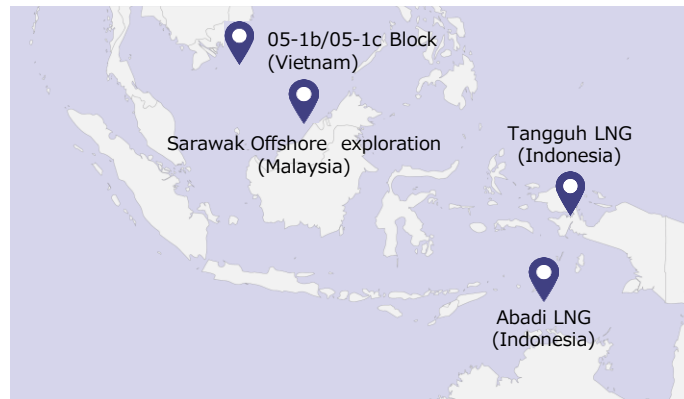 05-1b/05-1c Block
(Vietnam)
Sarawak Offshore exploration
(Malaysia)
Tangguh LNG
(Indonesia)
Abadi LNG
(Indonesia)